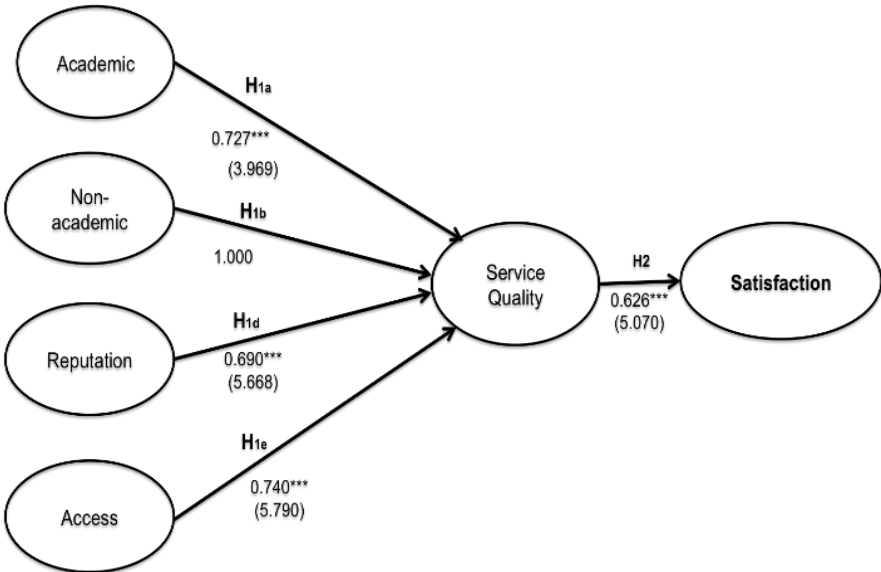 Academic
H1a
0.727***
(3.969)
Non-
academic
H1b
1.000
Reputation
H1d
0.690***
(5.668)
Access
H1e
0.740***
(5.790)
Service
Quality
H2
0.626***
(5.070)
Satisfaction